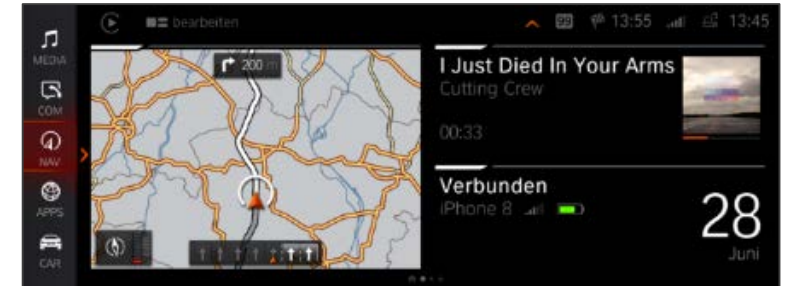 bearbeiten
99
13:55
13:45
MEDIA
COM
NAV
APPS
CAR
200 m
I Just Died In Your Arms
Cutting Crew
00:33
Verbunden
iPhone 8
28
Juni